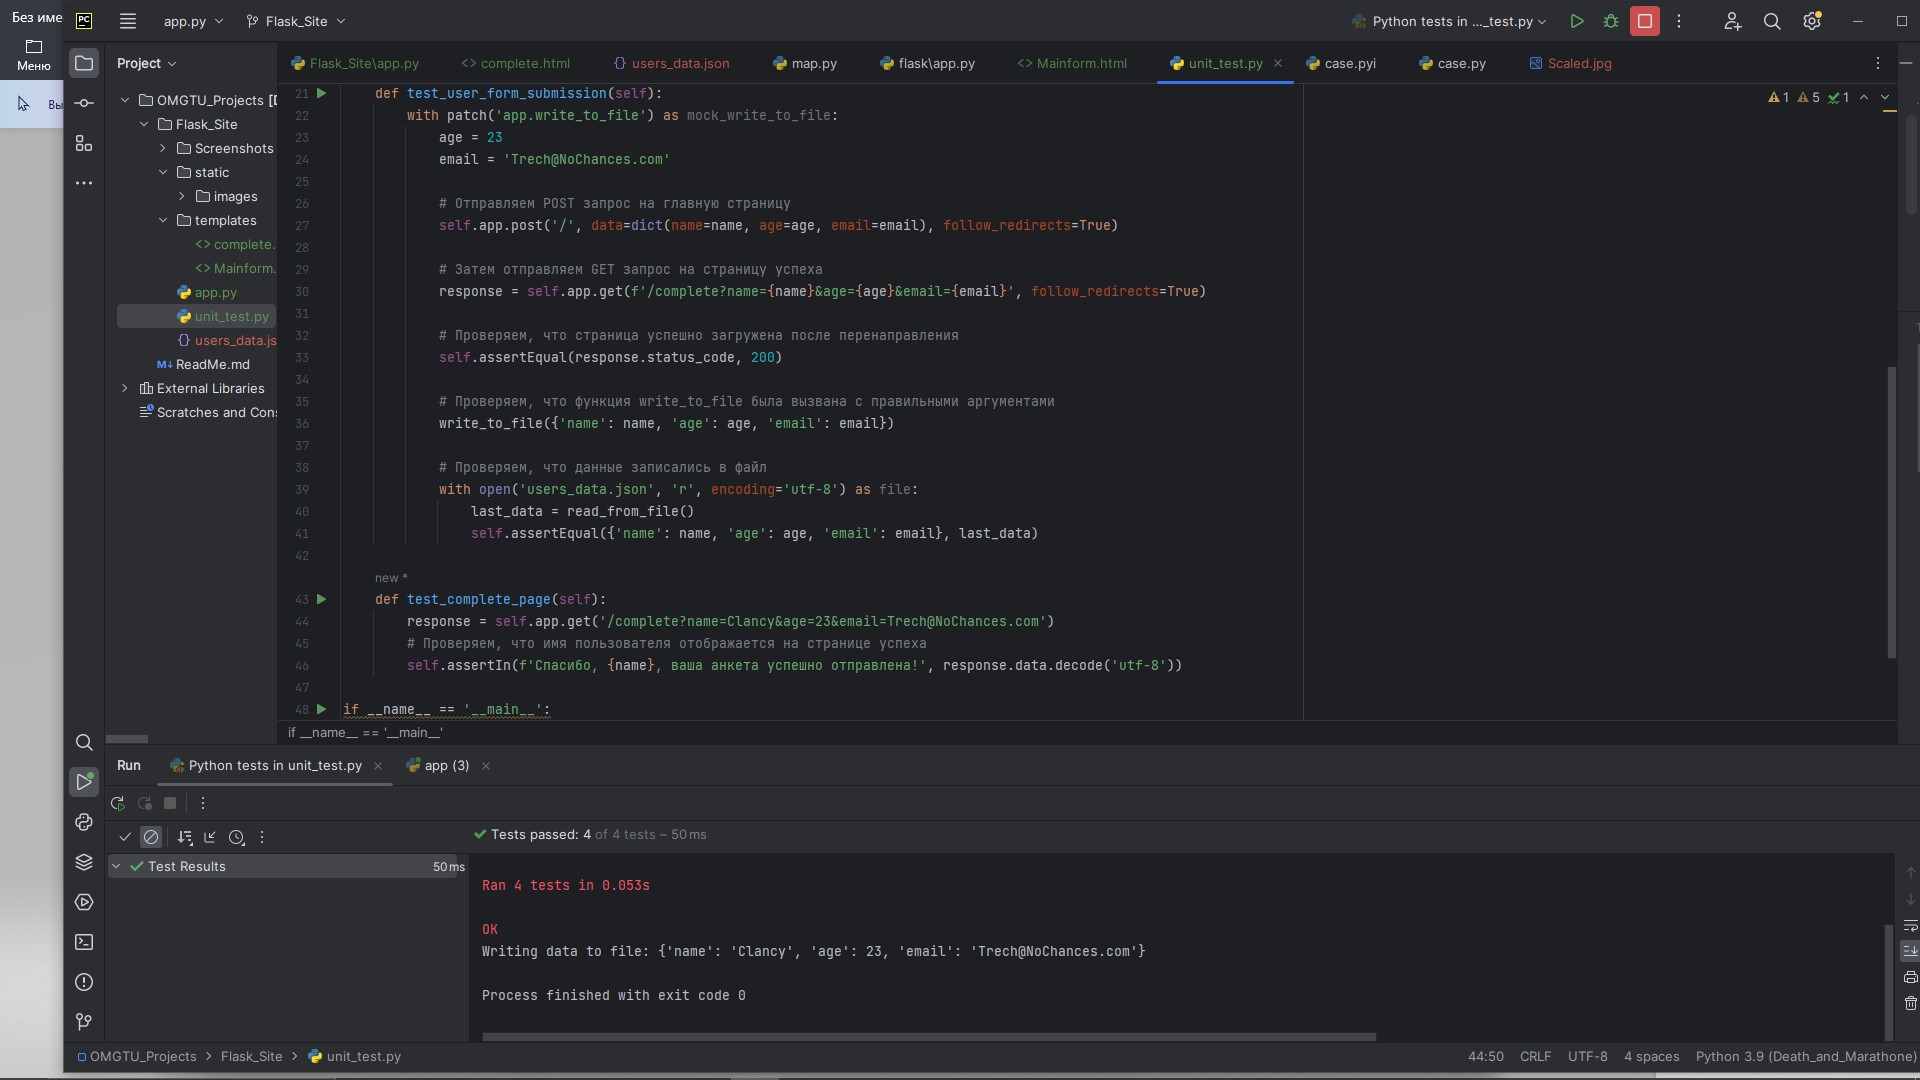 Без име
Меню
Вы
PC
app.py
Flask_Site
Python tests in ..._test.py
Project
Flask_Site\app.py
complete.html
users_data.json
map.py
flask\app.py
Mainform.html
unit_test.py
case.pyi
case.py
Scaled.jpg
OMGTU_Projects [D
Flask_Site
Screenshots
static
images
templates
complete.
Mainform.
app.py
unit_test.py
users_data.js
ReadMe.md
External Libraries
Scratches and Con
1 5 1
21 def test_user_form_submission(self):
22 with patch('app.write_to_file') as mock_write_to_file:
23 age = 23
24 email = 'Trech@NoChances.com'
25
26 # Отправляем POST запрос на главную страницу
27 self.app.post('/', data=dict(name=name, age=age, email=email), follow_redirects=True)
28
29 # Затем отправляем GET запрос на страницу успеха
30 response = self.app.get(f'/complete?name={name}&age={age}&email={email}', follow_redirects=True)
31
32 # Проверяем, что страница успешно загружена после перенаправления
33 self.assertEqual(response.status_code, 200)
34
35 # Проверяем, что функция write_to_file была вызвана с правильными аргументами
36 write_to_file({'name': name, 'age': age, 'email': email})
37
38 # Проверяем, что данные записались в файл
39 with open('users_data.json', 'r', encoding='utf-8') as file:
40 last_data = read_from_file()
41 self.assertEqual({'name': name, 'age': age, 'email': email}, last_data)
42
new *
43 def test_complete_page(self):
44 response = self.app.get('/complete?name=Clancy&age=23&email=Trech@NoChances.com')
45 # Проверяем, что имя пользователя отображается на странице успеха
46 self.assertIn(f'Спасибо, {name}, ваша анкета успешно отправлена!', response.data.decode('utf-8'))
47
48 if __name__ == '__main__':
if __name__ == '__main__'
Run
Python tests in unit_test.py
app (3)
Tests passed: 4 of 4 tests – 50 ms
Test Results 50 ms
Ran 4 tests in 0.053s
OK
Writing data to file: {'name': 'Clancy', 'age': 23, 'email': 'Trech@NoChances.com'}
Process finished with exit code 0
OMGTU_Projects > Flask_Site > unit_test.py
44:50 CRLF UTF-8 4 spaces Python 3.9 (Death_and_Marathone)